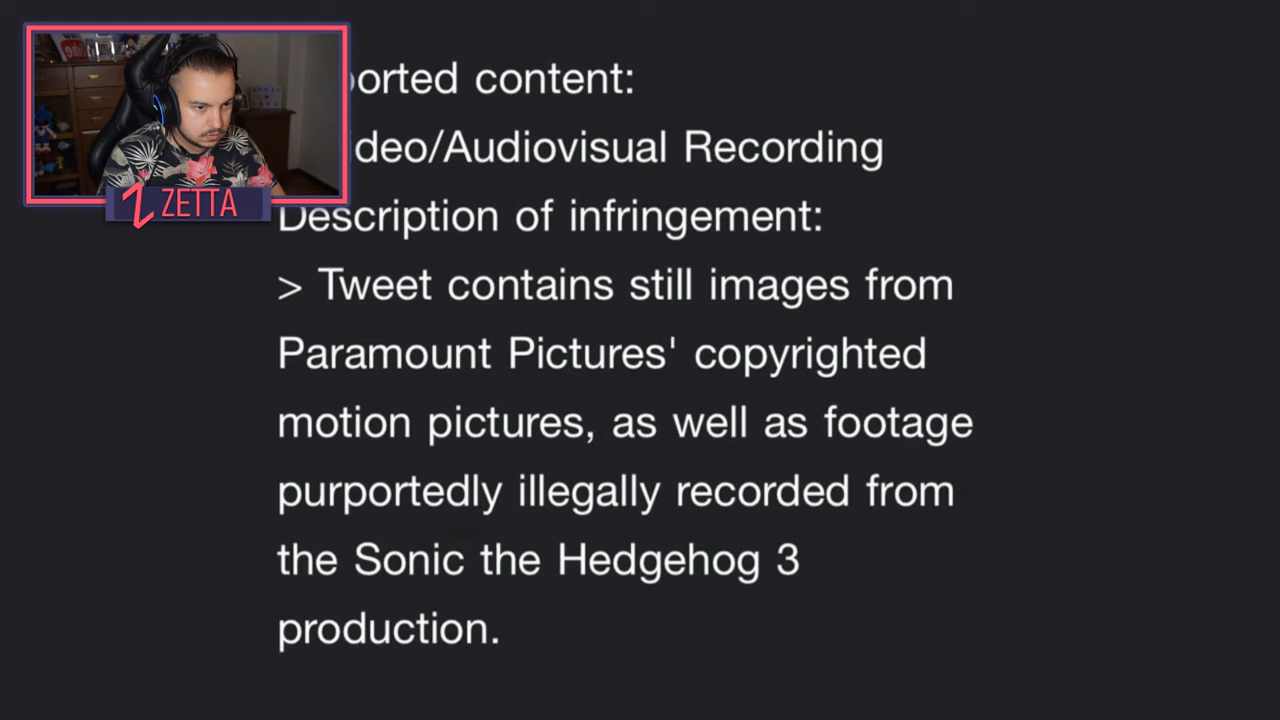 orted content:
deo/Audiovisual Recording
Description of infringement:
> Tweet contains still images from
Paramount Pictures' copyrighted
motion pictures, as well as footage
purportedly illegally recorded from
the Sonic the Hedgehog 3
production.
Z ZETTA